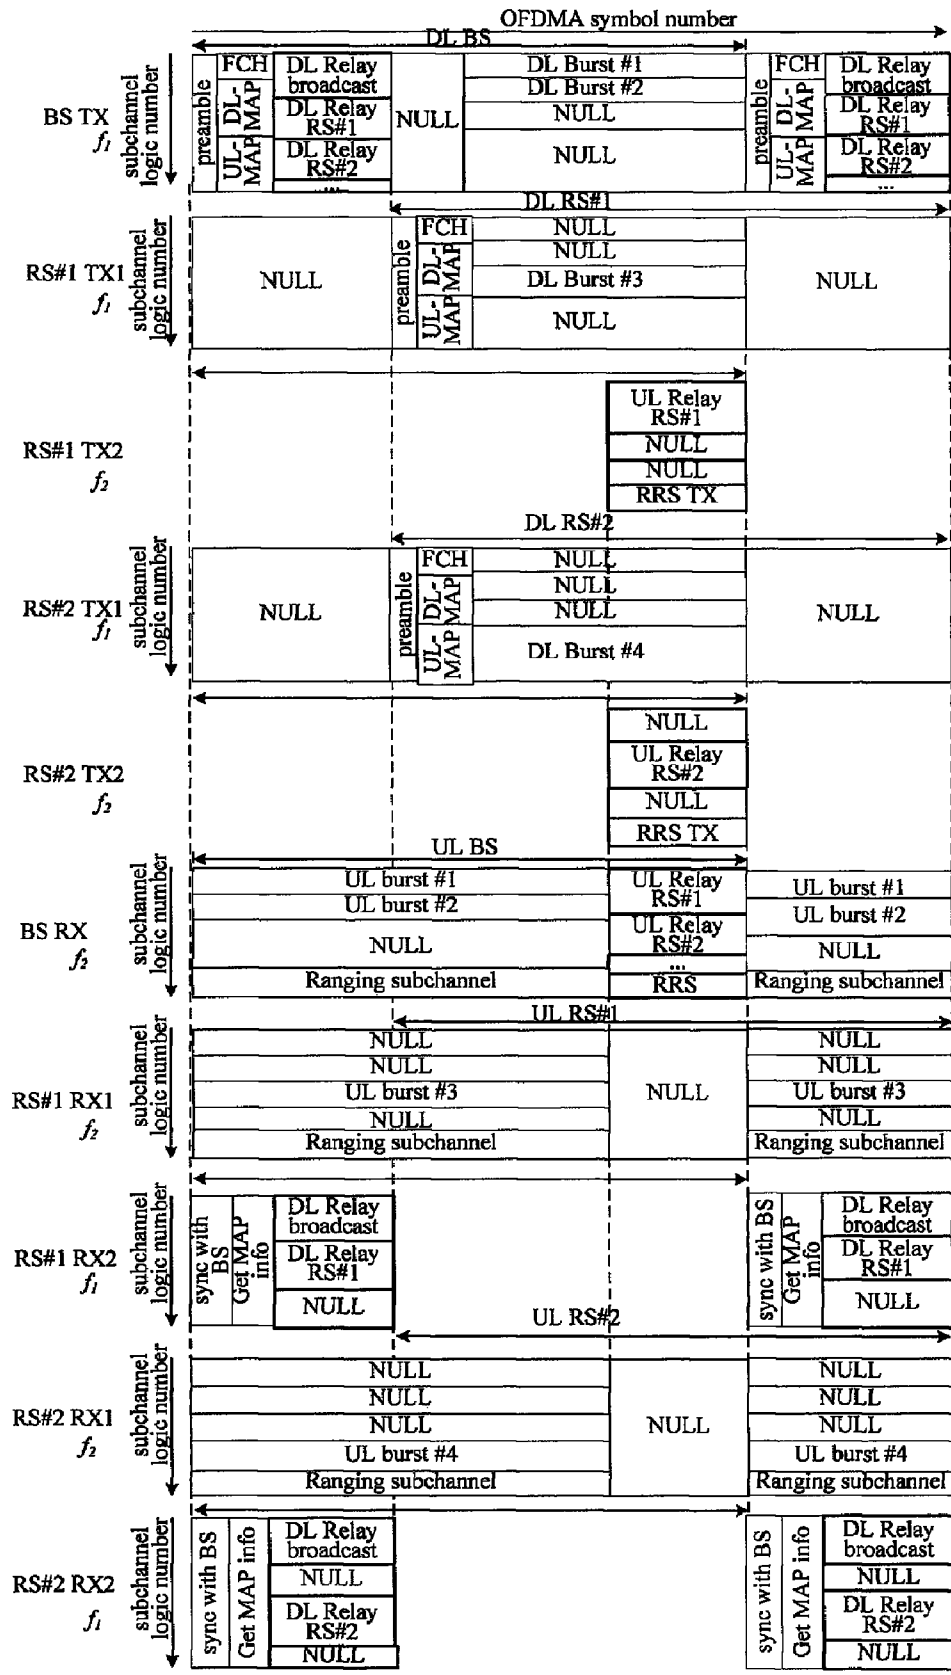 OFDMA symbol number
DL BS
BS TX
f1
subchannel
logic number
preamble
FCH
DL-
MAP
UL-
MAP
DL Relay
broadcast
DL Relay
RS#1
DL Relay
RS#2
...
NULL
DL Burst #1
DL Burst #2
NULL
NULL
preamble
FCH
DL-
MAP
UL-
MAP
DL Relay
broadcast
DL Relay
RS#1
DL Relay
RS#2
...
DL RS#1
RS#1 TX1
f1
subchannel
logic number
NULL
preamble
FCH
DL-
MAP
UL-
MAP
NULL
NULL
DL Burst #3
NULL
NULL
RS#1 TX2
f2
UL Relay
RS#1
NULL
NULL
RRS TX
DL RS#2
RS#2 TX1
f1
subchannel
logic number
NULL
preamble
FCH
DL-
MAP
UL-
MAP
NULL
NULL
NULL
DL Burst #4
NULL
RS#2 TX2
f2
NULL
UL Relay
RS#2
NULL
RRS TX
UL BS
BS RX
f2
subchannel
logic number
UL burst #1
UL burst #2
NULL
Ranging subchannel
UL Relay
RS#1
UL Relay
RS#2
...
RRS
UL burst #1
UL burst #2
NULL
Ranging subchannel
UL RS#1
RS#1 RX1
f2
subchannel
logic number
NULL
NULL
UL burst #3
NULL
Ranging subchannel
NULL
NULL
NULL
UL burst #3
NULL
Ranging subchannel
RS#1 RX2
f1
subchannel
logic number
sync with
BS
Get MAP
info
DL Relay
broadcast
DL Relay
RS#1
NULL
sync with BS
Get MAP
info
DL Relay
broadcast
DL Relay
RS#1
NULL
UL RS#2
RS#2 RX1
f2
subchannel
logic number
NULL
NULL
NULL
UL burst #4
Ranging subchannel
NULL
NULL
NULL
NULL
UL burst #4
Ranging subchannel
RS#2 RX2
f1
subchannel
logic number
sync with BS
Get MAP info
DL Relay
broadcast
NULL
DL Relay
RS#2
NULL
sync with BS
Get MAP info
DL Relay
broadcast
NULL
DL Relay
RS#2
NULL